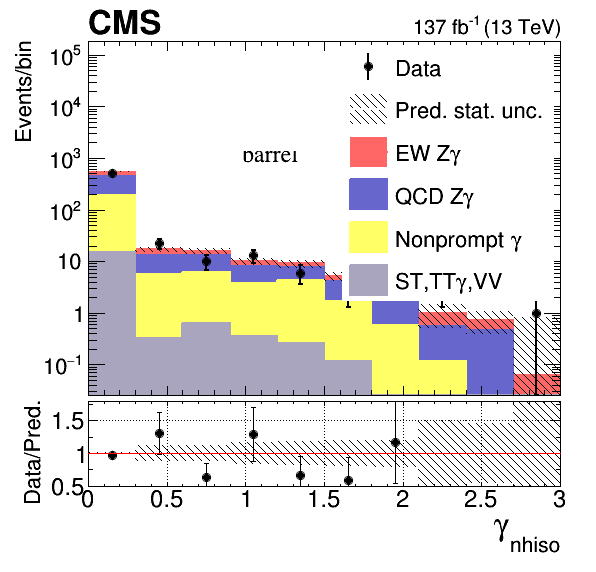 CMS 137 fb⁻¹ (13 TeV)
Events/bin
10⁵
10⁴
10³
10²
10
1
10⁻¹
Data
Pred. stat. unc.
barrel
EW Zγ
QCD Zγ
Nonprompt γ
ST,TTγ,VV
Data/Pred.
1.5
1
0.5
0 0.5 1 1.5 2 2.5 3
γnhiso